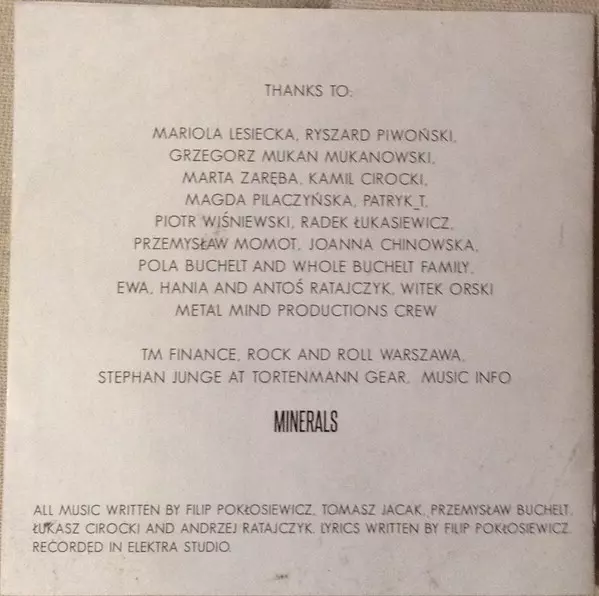 THANKS TO:
MARIOLA LESIECKA, RYSZARD PIWOŃSKI,
GRZEGORZ MUKAN MUKANOWSKI,
MARTA ZARĘBA, KAMIL CIROCKI,
MAGDA PILACZYŃSKA, PATRYK_T,
PIOTR WIŚNIEWSKI, RADEK ŁUKASIEWICZ,
PRZEMYSŁAW MOMOT, JOANNA CHINOWSKA,
POLA BUCHELT AND WHOLE BUCHELT FAMILY,
EWA, HANIA AND ANTOŚ RATAJCZYK, WITEK ORSKI
METAL MIND PRODUCTIONS CREW
TM FINANCE, ROCK AND ROLL WARSZAWA,
STEPHAN JUNGE AT TORTENMANN GEAR, MUSIC INFO
MINERALS
ALL MUSIC WRITTEN BY FILIP POKŁOSIEWICZ, TOMASZ JACAK, PRZEMYSŁAW BUCHELT,
ŁUKASZ CIROCKI AND ANDRZEJ RATAJCZYK. LYRICS WRITTEN BY FILIP POKŁOSIEWICZ.
RECORDED IN ELEKTRA STUDIO.